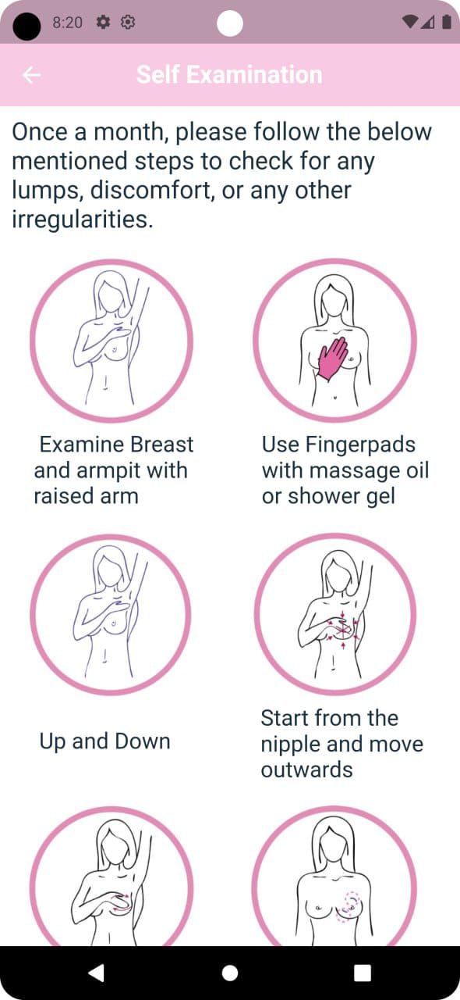 8:20
Self Examination
Once a month, please follow the below
mentioned steps to check for any
lumps, discomfort, or any other
irregularities.
Examine Breast
and armpit with
raised arm
Use Fingerpads
with massage oil
or shower gel
Up and Down
Start from the
nipple and move
outwards